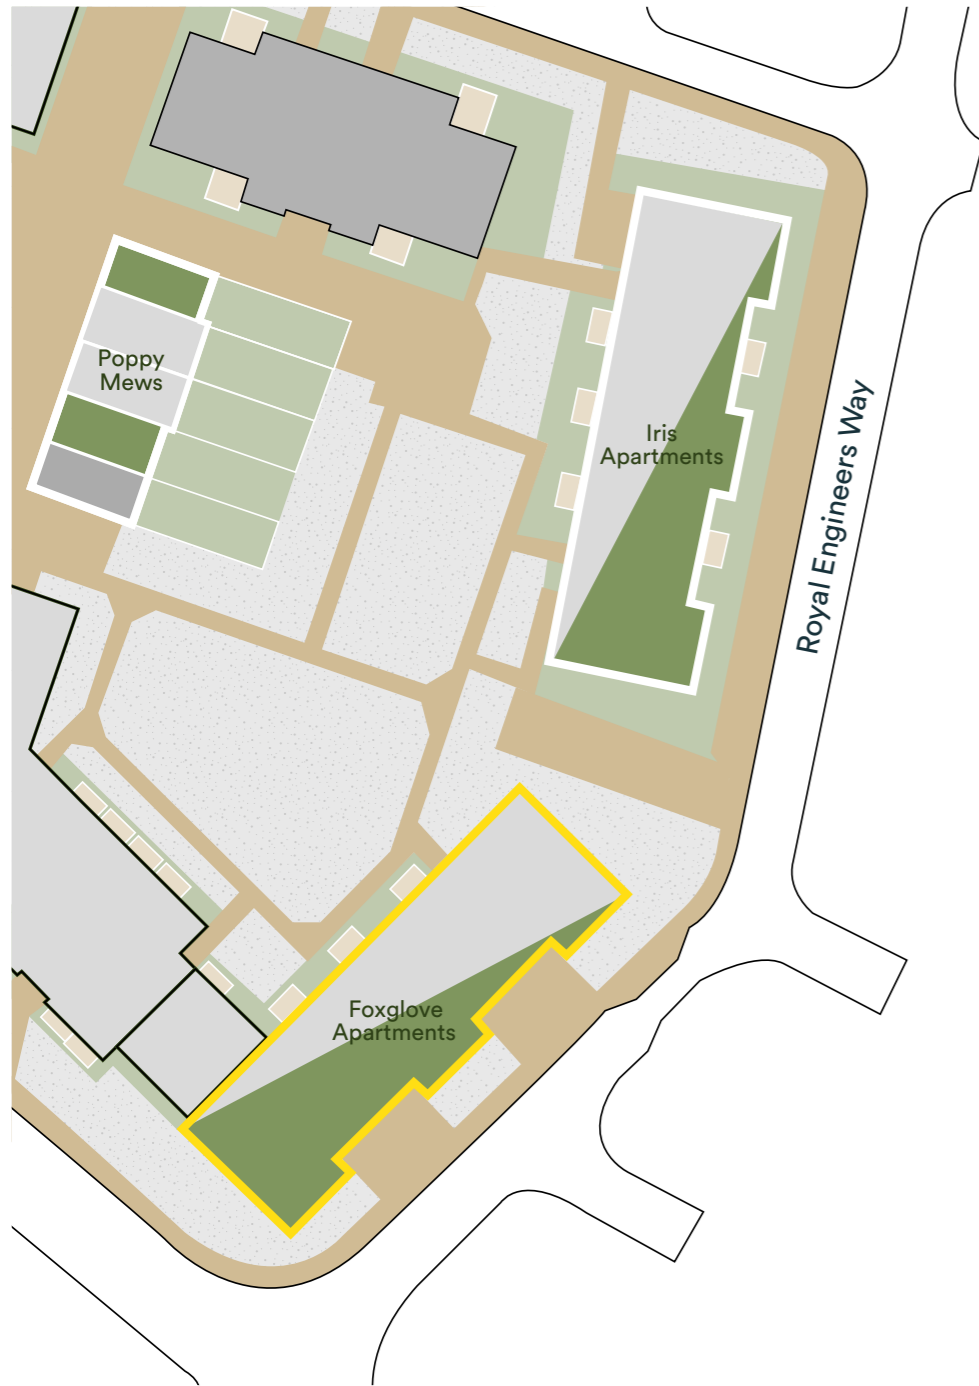 Poppy
Mews
Iris
Apartments
Royal Engineers Way
Foxglove
Apartments